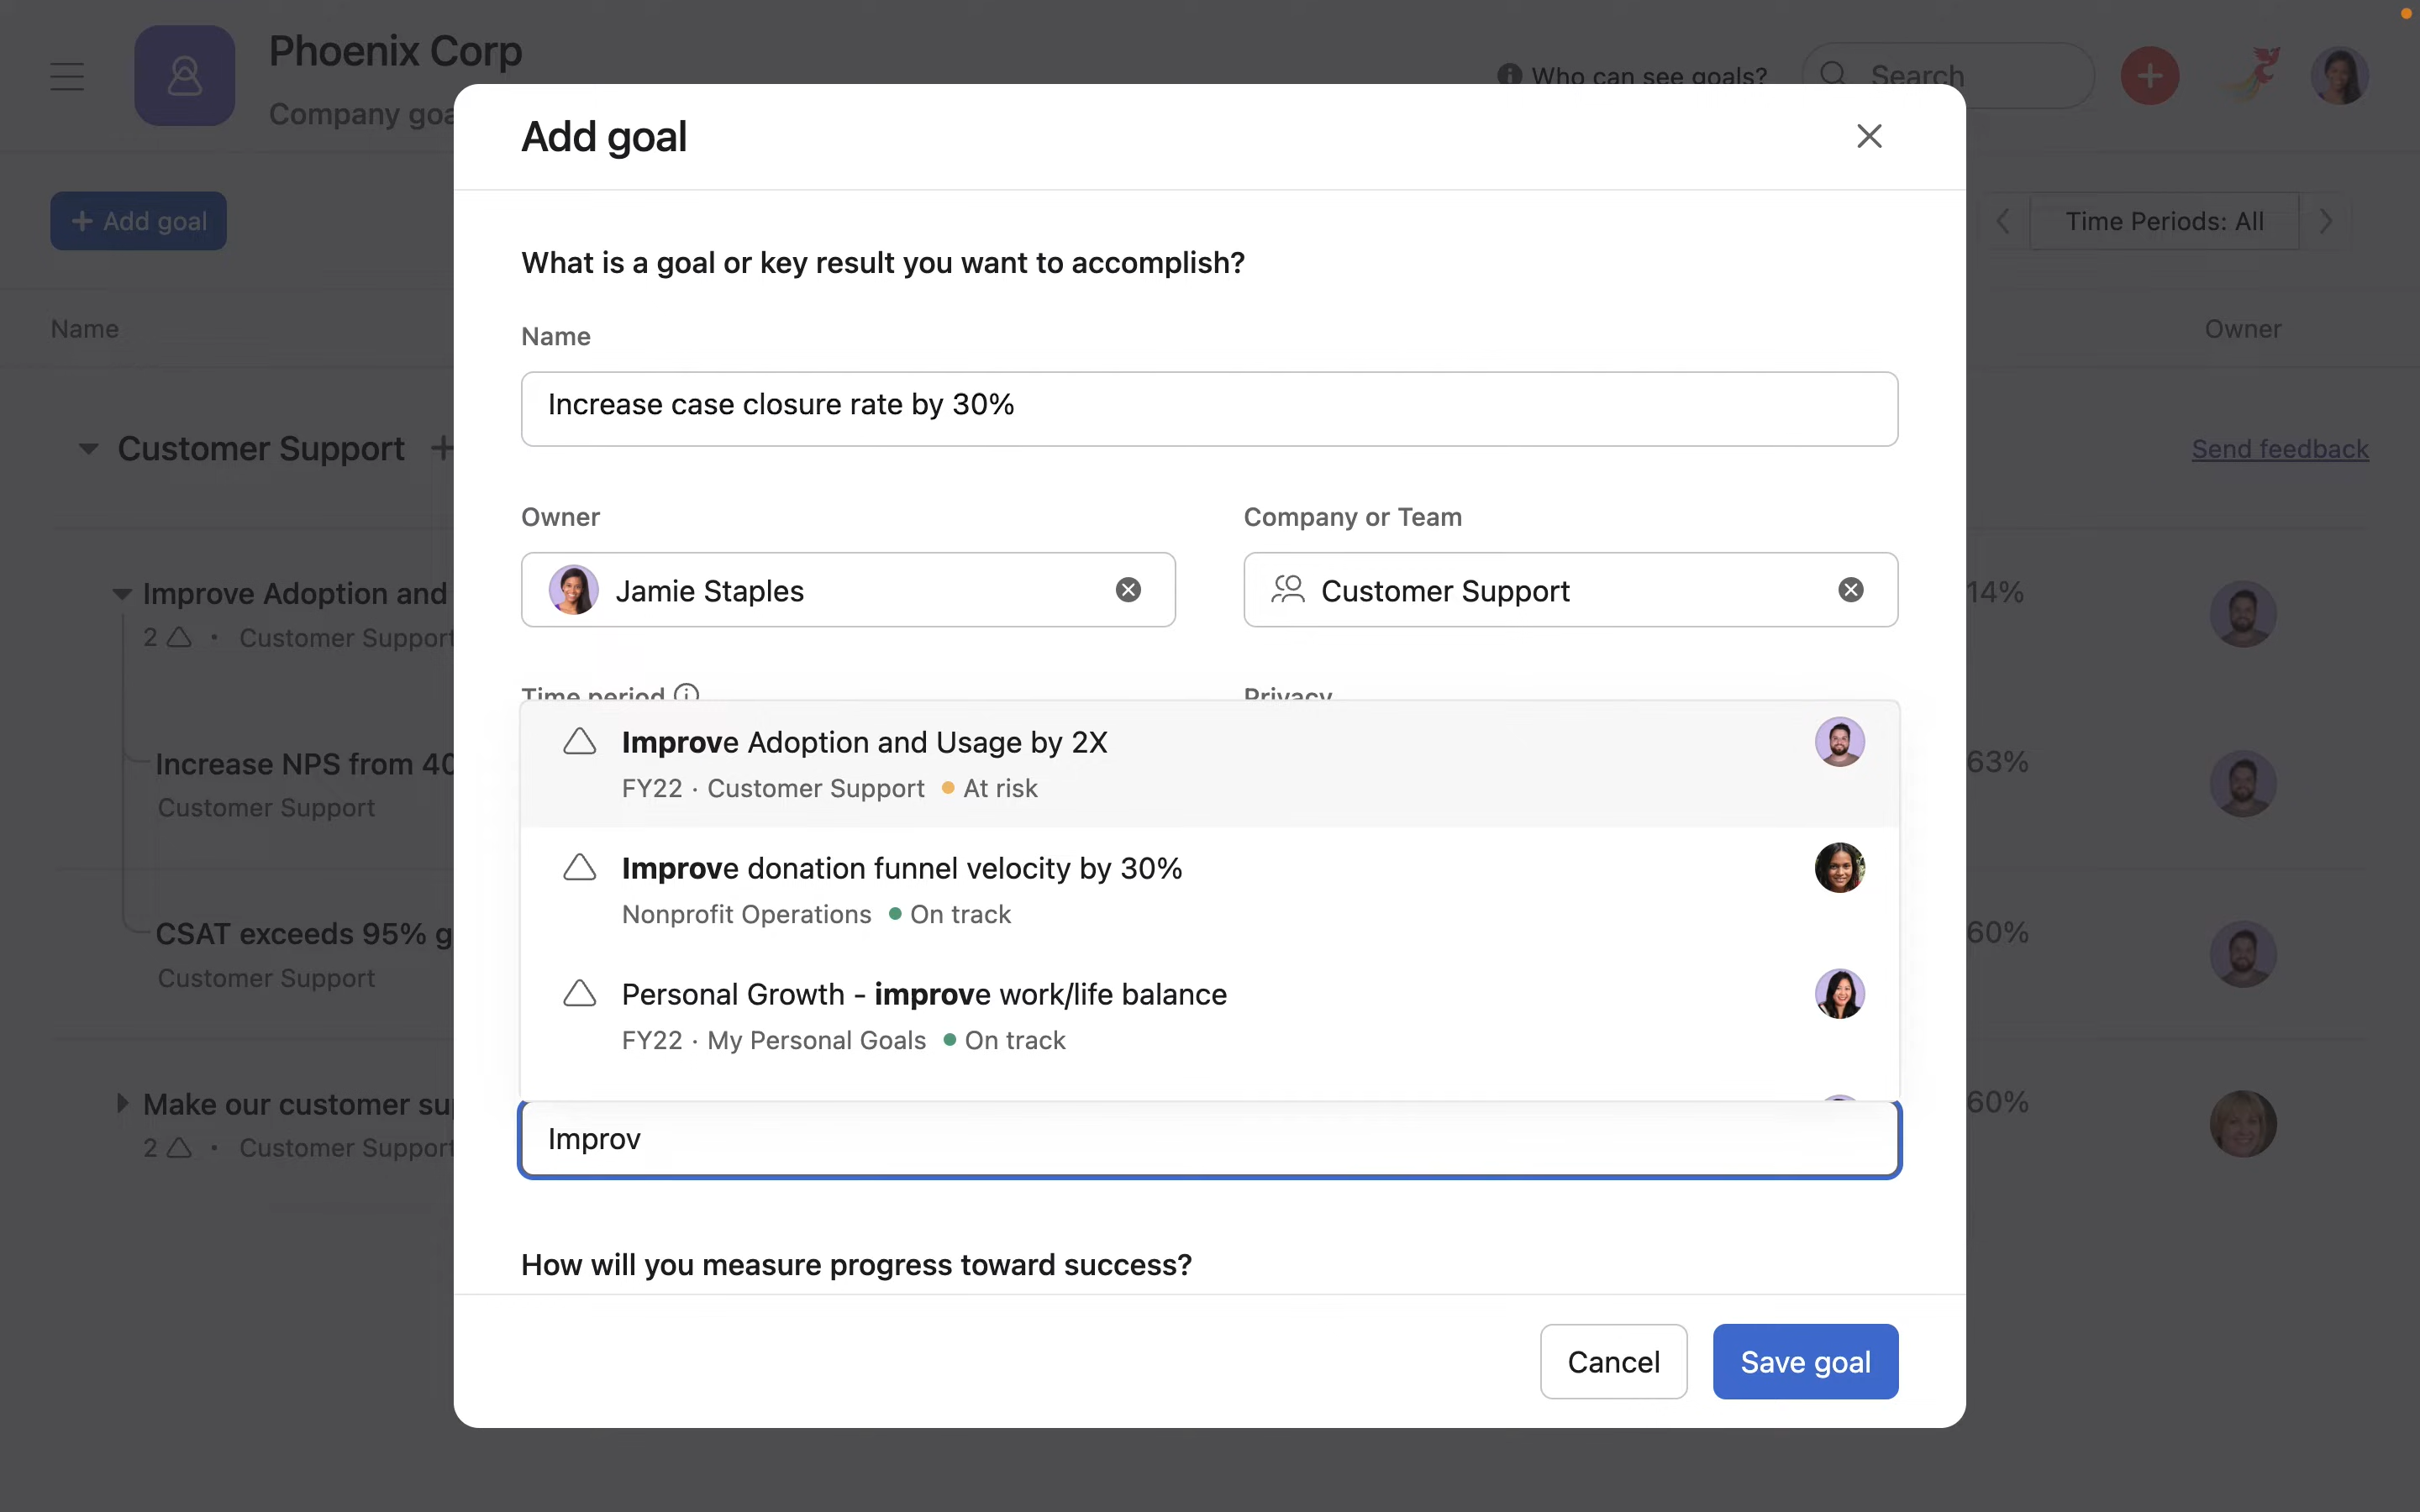 Phoenix Corp
Company goa
Who can see goals?
Search
Add goal
+ Add goal
Time Periods: All
What is a goal or key result you want to accomplish?
Name
Owner
Name
Increase case closure rate by 30%
Customer Support +
Send feedback
Owner
Company or Team
Jamie Staples
Customer Support
Improve Adoption and
14%
2 · Customer Support
Time period
Privacy
Improve Adoption and Usage by 2X
FY22 · Customer Support At risk
Increase NPS from 40
63%
Customer Support
Improve donation funnel velocity by 30%
Nonprofit Operations On track
CSAT exceeds 95% g
60%
Customer Support
Personal Growth - improve work/life balance
FY22 · My Personal Goals On track
Make our customer su
60%
2 · Customer Support
Improv
How will you measure progress toward success?
Cancel
Save goal